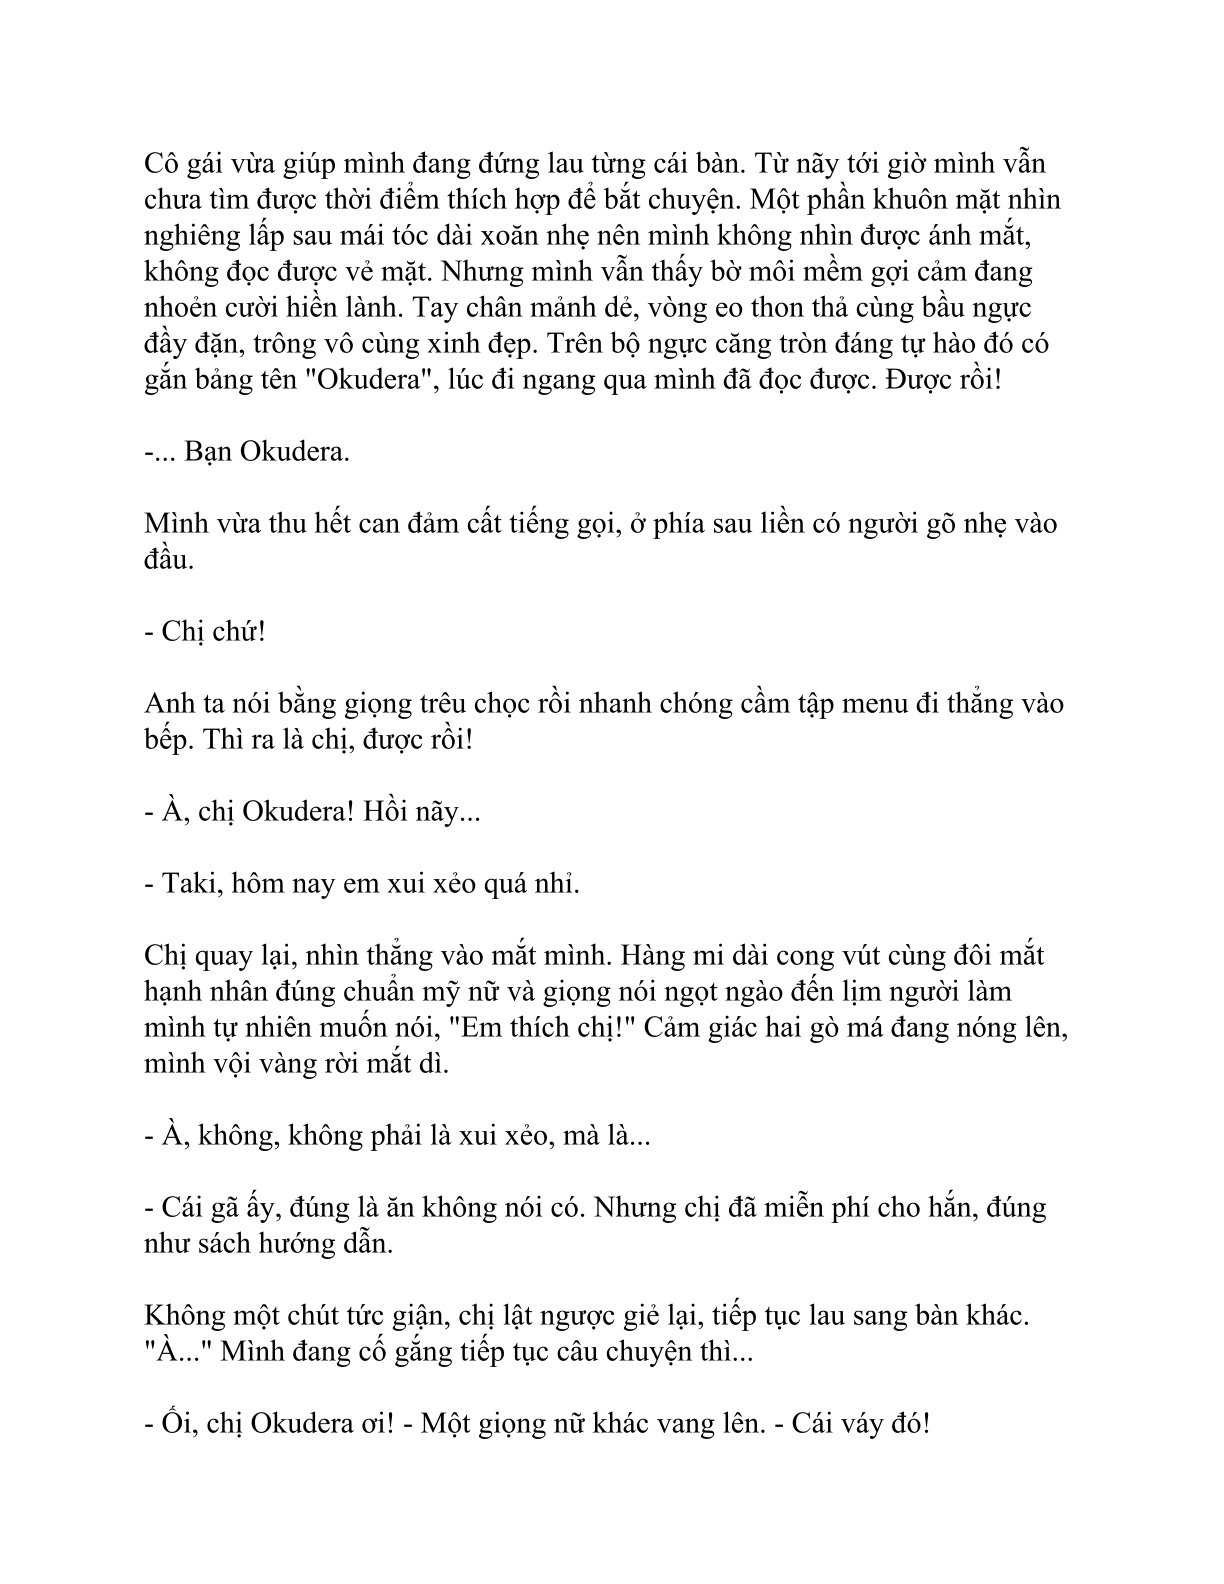 Cô gái vừa giúp mình đang đứng lau từng cái bàn. Từ nãy tới giờ mình vẫn
chưa tìm được thời điểm thích hợp để bắt chuyện. Một phần khuôn mặt nhìn
nghiêng lấp sau mái tóc dài xoăn nhẹ nên mình không nhìn được ánh mắt,
không đọc được vẻ mặt. Nhưng mình vẫn thấy bờ môi mềm gợi cảm đang
nhoẻn cười hiền lành. Tay chân mảnh dẻ, vòng eo thon thả cùng bầu ngực
đầy đặn, trông vô cùng xinh đẹp. Trên bộ ngực căng tròn đáng tự hào đó có
gắn bảng tên "Okudera", lúc đi ngang qua mình đã đọc được. Được rồi!
-... Bạn Okudera.
Mình vừa thu hết can đảm cất tiếng gọi, ở phía sau liền có người gõ nhẹ vào
đầu.
- Chị chứ!
Anh ta nói bằng giọng trêu chọc rồi nhanh chóng cầm tập menu đi thẳng vào
bếp. Thì ra là chị, được rồi!
- À, chị Okudera! Hồi nãy...
- Taki, hôm nay em xui xẻo quá nhỉ.
Chị quay lại, nhìn thẳng vào mắt mình. Hàng mi dài cong vút cùng đôi mắt
hạnh nhân đúng chuẩn mỹ nữ và giọng nói ngọt ngào đến lịm người làm
mình tự nhiên muốn nói, "Em thích chị!" Cảm giác hai gò má đang nóng lên,
mình vội vàng rời mắt dì.
- À, không, không phải là xui xẻo, mà là...
- Cái gã ấy, đúng là ăn không nói có. Nhưng chị đã miễn phí cho hắn, đúng
như sách hướng dẫn.
Không một chút tức giận, chị lật ngược giẻ lại, tiếp tục lau sang bàn khác.
"À..." Mình đang cố gắng tiếp tục câu chuyện thì...
- Ối, chị Okudera ơi! - Một giọng nữ khác vang lên. - Cái váy đó!